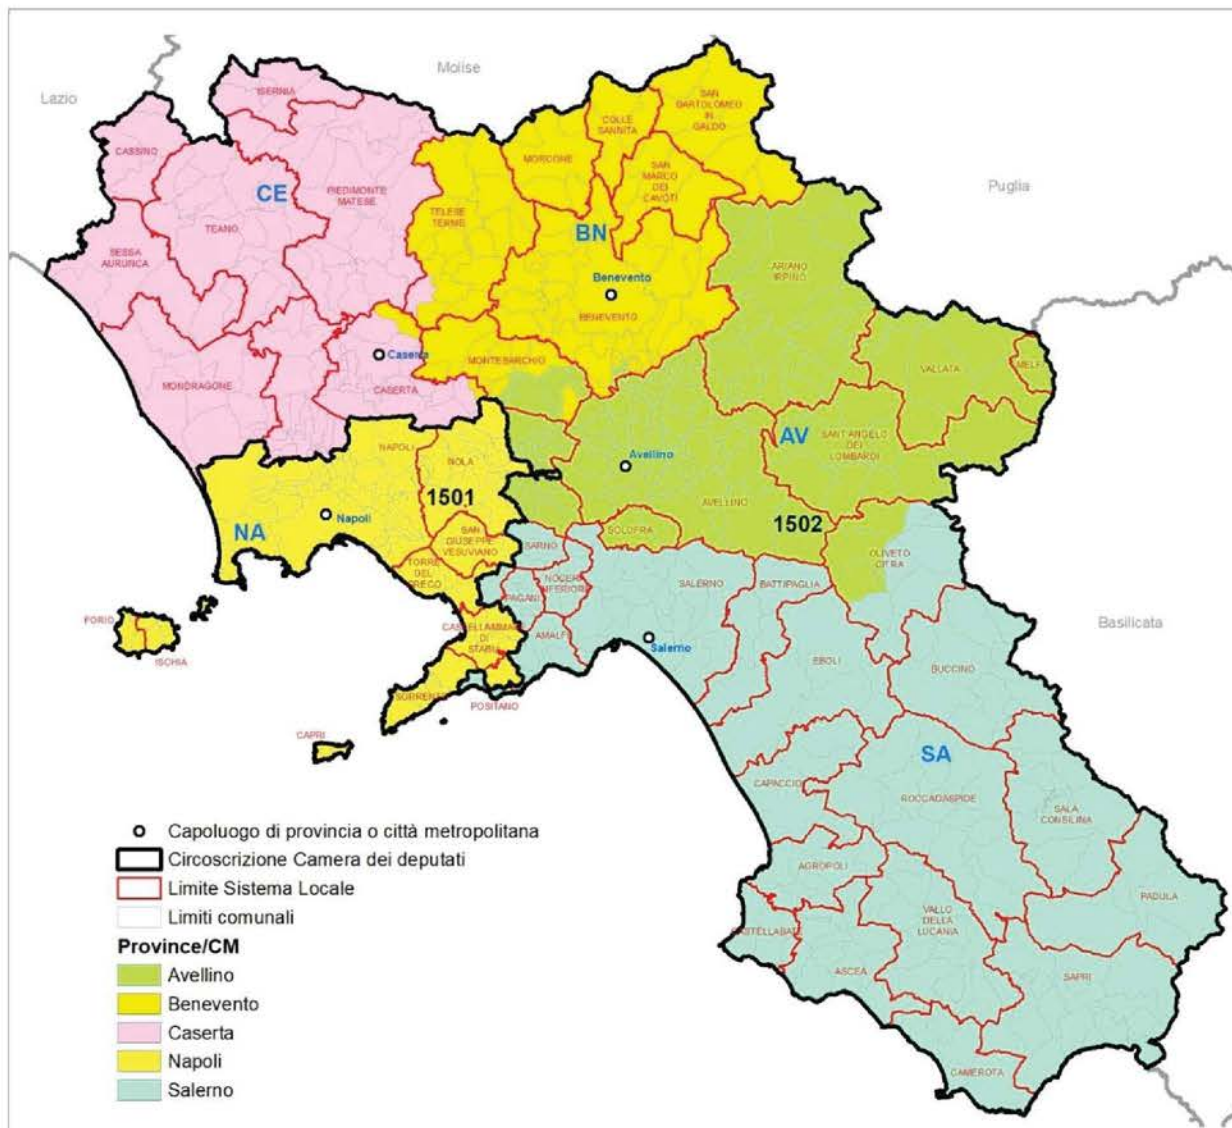 Molise
Lazio
Puglia
Basilicata
ISERNIA
CASSINO
CE
PIEDIMONTE
MATESE
TEANO
SESSA
AURUNCA
MONDRAGONE
Caserta
CASERTA
SAN
BARTOLOMEO
IN
GALDO
COLLE
SANNITA
MORCONE
SAN
MARCO
DEI
CAVOTI
TELESE
TERME
BN
Benevento
BENEVENTO
MONTESARCHIO
ARIANO
IRPINO
VALLATA
MELFI
AV
SANT'ANGELO
DEI
LOMBARDI
Avellino
AVELLINO
1502
SOLOFRA
NAPOLI
NOLA
1501
Napoli
NA
SAN
GIUSEPPE
VESUVIANO
TORRE
DEL
GRECO
CASTELLAMMARE
DI
STABIA
SORRENTO
POSITANO
FORIO
ISCHIA
CAPRI
SARNO
NOCERA
INFERIORE
PAGANI
AMALFI
SALERNO
Salerno
BATTIPAGLIA
OLIVETO
CITRA
EBOLI
BUCCINO
SA
CAPACCIO
ROCCADASPIDE
SALA
CONSILINA
AGROPOLI
PADULA
VALLO
DELLA
LUCANIA
CASTELLABATE
ASCEA
SAPRI
CAMEROTA
Capoluogo di provincia o città metropolitana
Circoscrizione Camera dei deputati
Limite Sistema Locale
Limiti comunali
Province/CM
Avellino
Benevento
Caserta
Napoli
Salerno